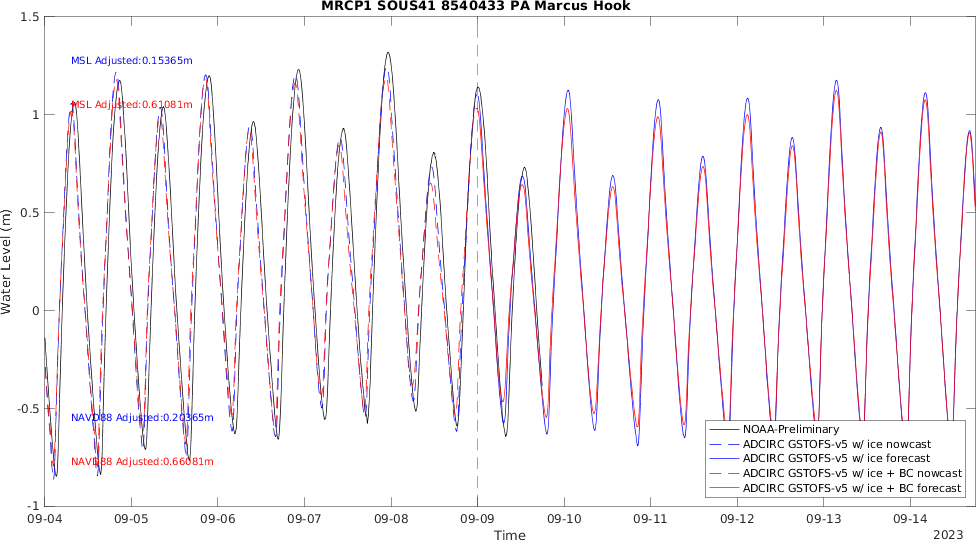 MRCP1 SOUS41 8540433 PA Marcus Hook
1.5
1
0.5
0
-0.5
-1
Water Level (m)
MSL Adjusted:0.15365m
MSL Adjusted:0.61081m
NAVD88 Adjusted:0.20365m
NAVD88 Adjusted:0.66081m
NOAA-Preliminary
ADCIRC GSTOFS-v5 w/ ice nowcast
ADCIRC GSTOFS-v5 w/ ice forecast
ADCIRC GSTOFS-v5 w/ ice + BC nowcast
ADCIRC GSTOFS-v5 w/ ice + BC forecast
09-04 09-05 09-06 09-07 09-08 09-09 09-10 09-11 09-12 09-13 09-14
Time
2023